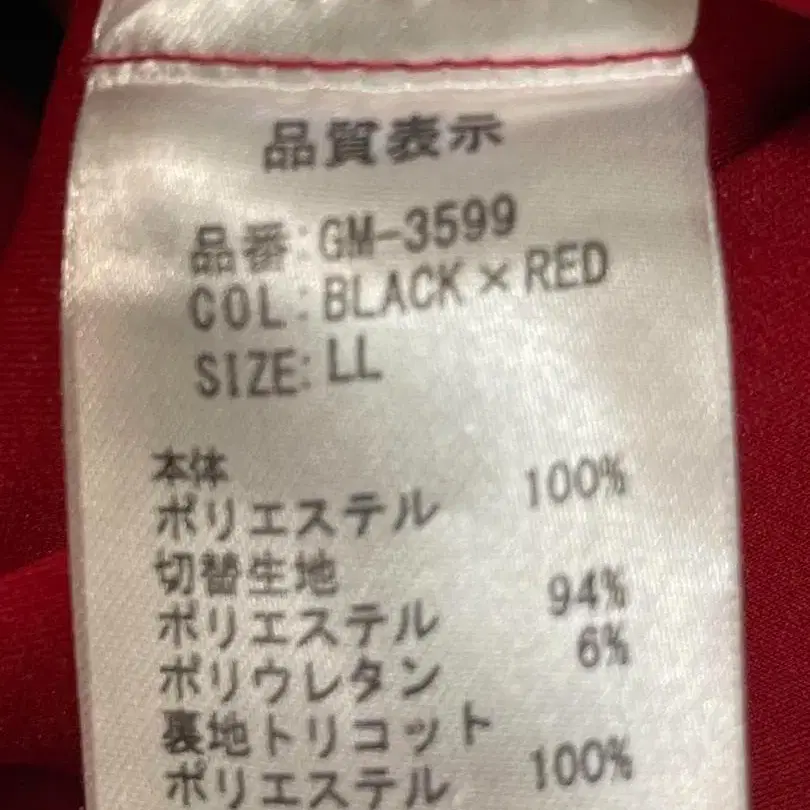 品質表示
品番:GM-3599
COL:BLACK×RED
SIZE:LL
本体
ポリエステル 100%
切替生地
ポリエステル 94%
ポリウレタン 6%
裏地トリコット
ポリエステル 100%